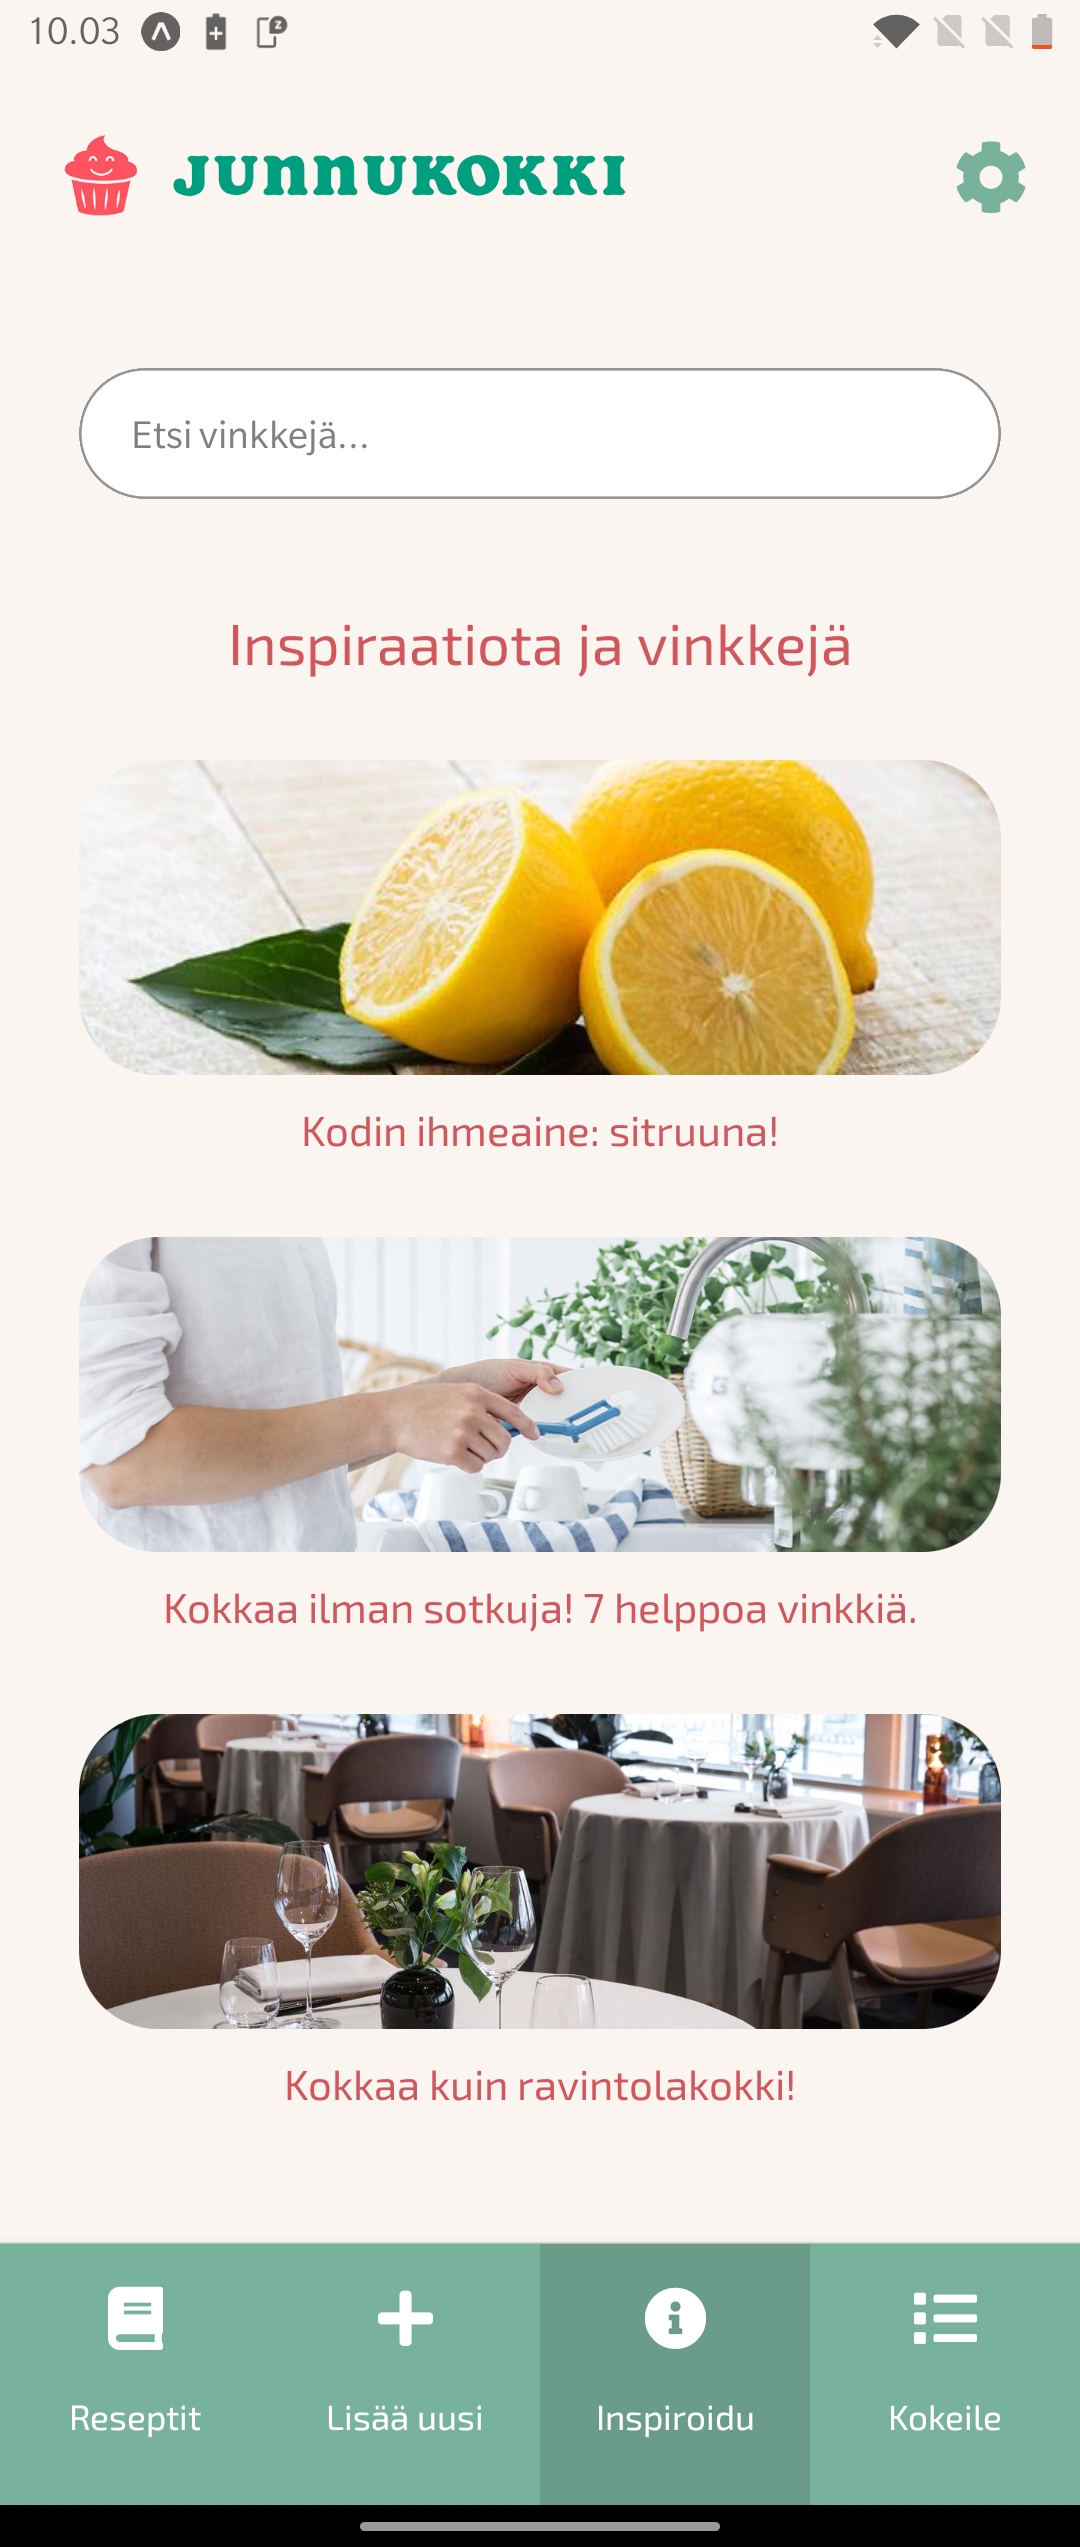 10.03
JUNNUKOKKI
Etsi vinkkejä...
Inspiraatiota ja vinkkejä
Kodin ihmeaine: sitruuna!
Kokkaa ilman sotkuja! 7 helppoa vinkkiä.
Kokkaa kuin ravintolakokki!
Reseptit
Lisää uusi
Inspiroidu
Kokeile